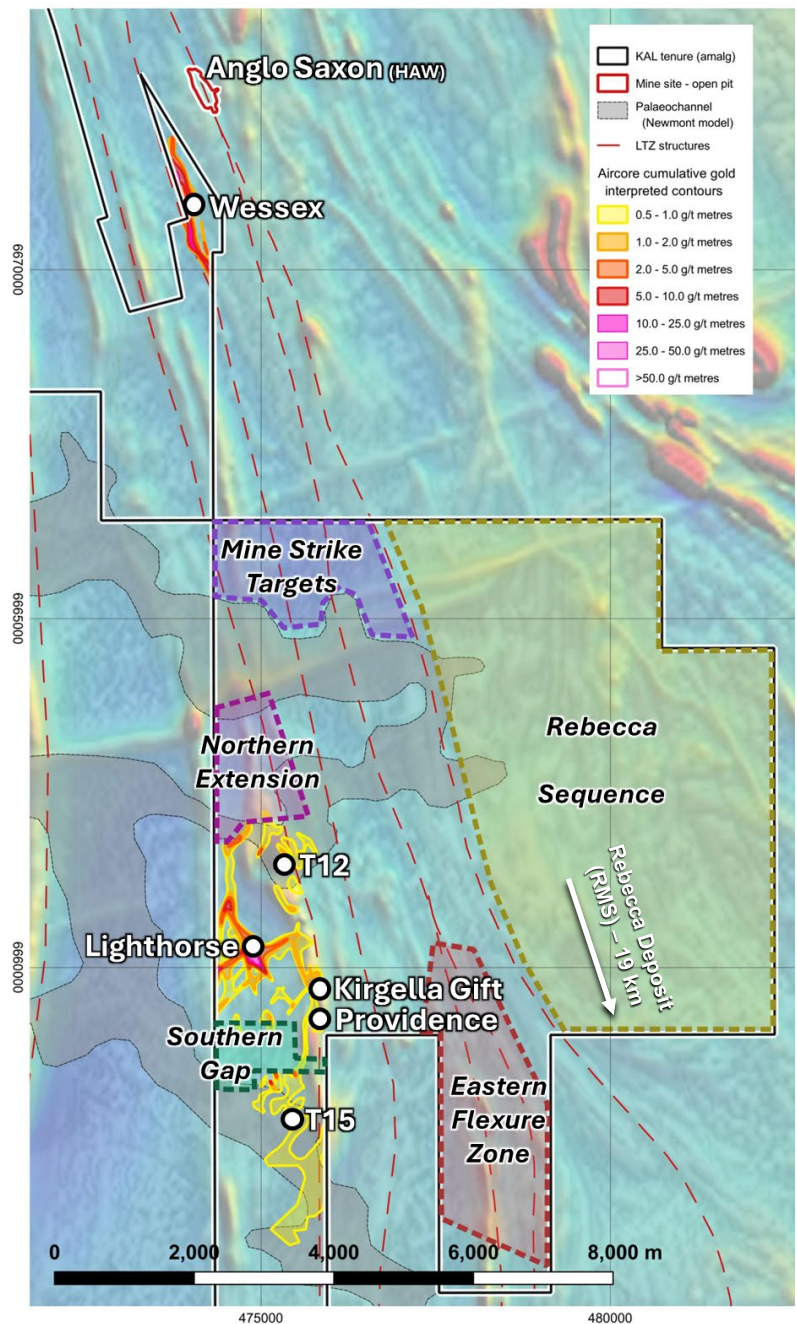 Anglo Saxon (HAW)
Wessex
KAL tenure (amalg)
Mine site - open pit
Palaeochannel
(Newmont model)
LTZ structures
Aircore cumulative gold
interpreted contours
0.5 - 1.0 g/t metres
1.0 - 2.0 g/t metres
2.0 - 5.0 g/t metres
5.0 - 10.0 g/t metres
10.0 - 25.0 g/t metres
25.0 - 50.0 g/t metres
>50.0 g/t metres
6670000
Mine Strike
Targets
6665000
Northern
Extension
Rebecca
Sequence
T12
Rebecca Deposit
(RMS) – 19 km
Lighthorse
6660000
Kirgella Gift
Providence
Southern
Gap
Eastern
Flexure
Zone
T15
0
2,000
4,000
6,000
8,000 m
475000
480000